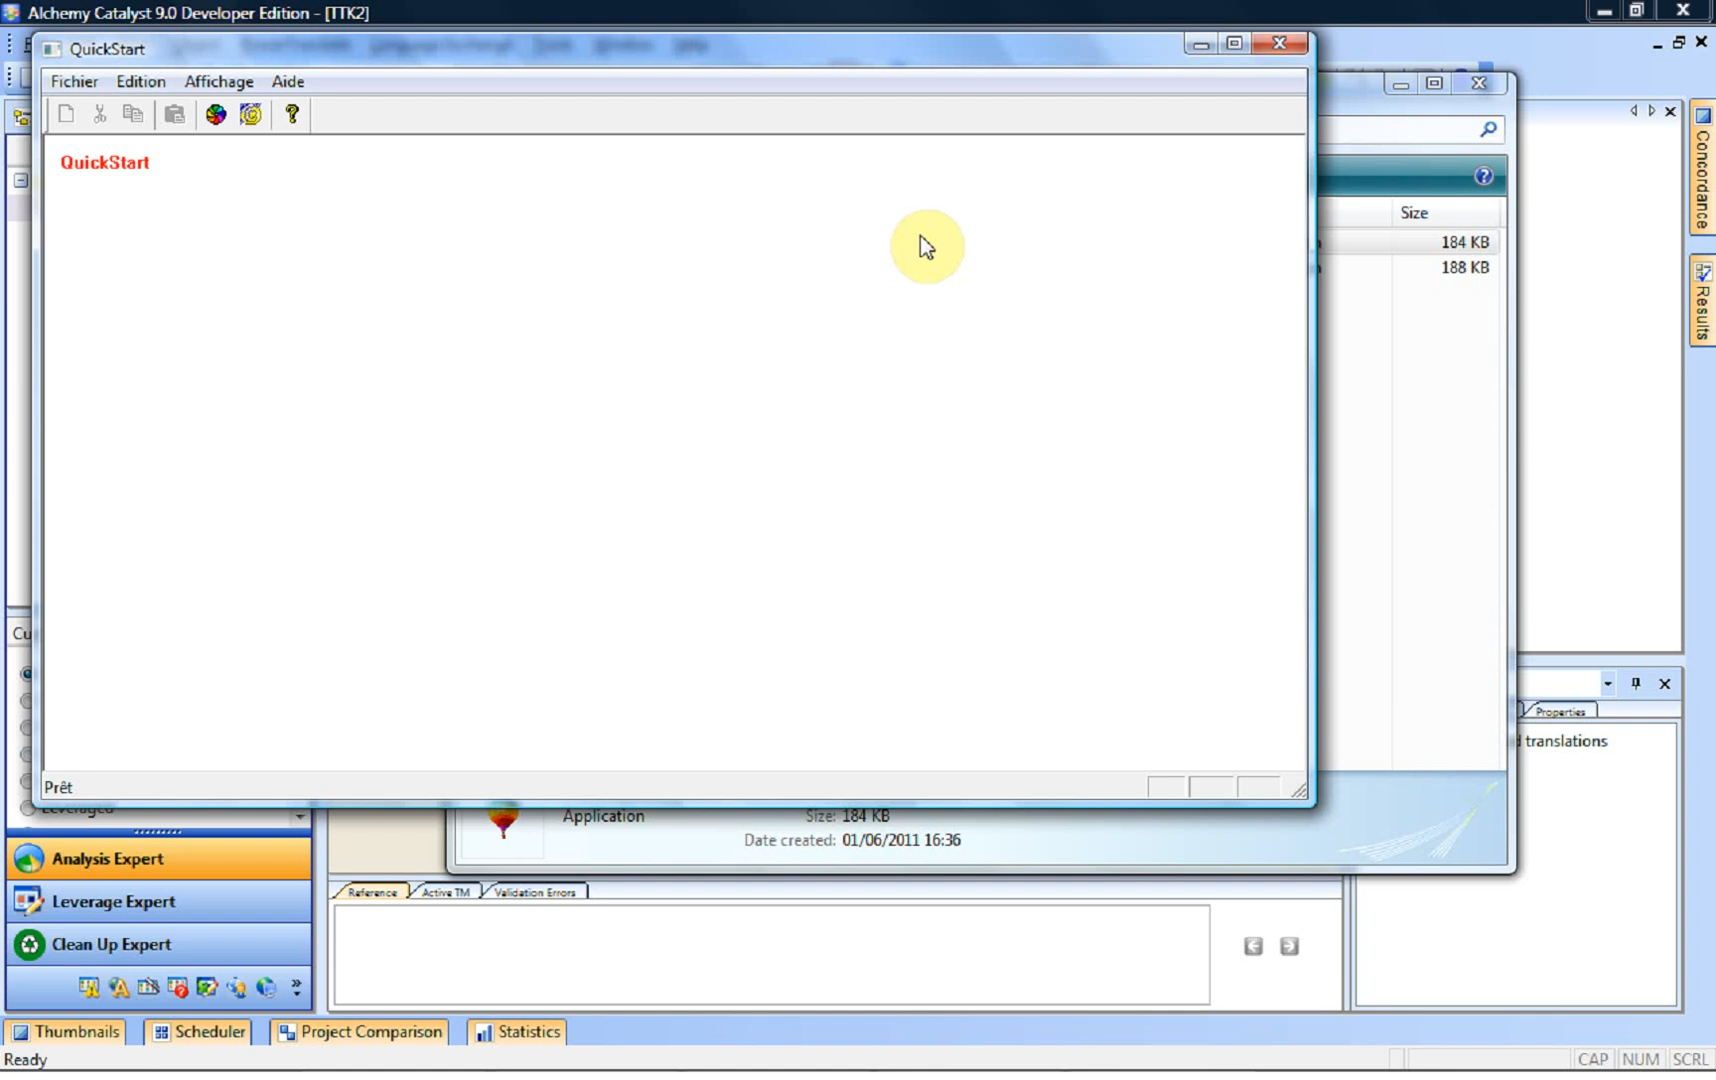 Alchemy Catalyst 9.0 Developer Edition - [TTK2]
QuickStart
Fichier Edition Affichage Aide
QuickStart
Size
184 KB
188 KB
Concordance
Results
Prêt
Properties
translations
Application
Size: 184 KB
Date created: 01/06/2011 16:36
Analysis Expert
Leverage Expert
Clean Up Expert
Reference Active TM Validation Errors
Thumbnails Scheduler Project Comparison Statistics
Ready
CAP NUM SCRL